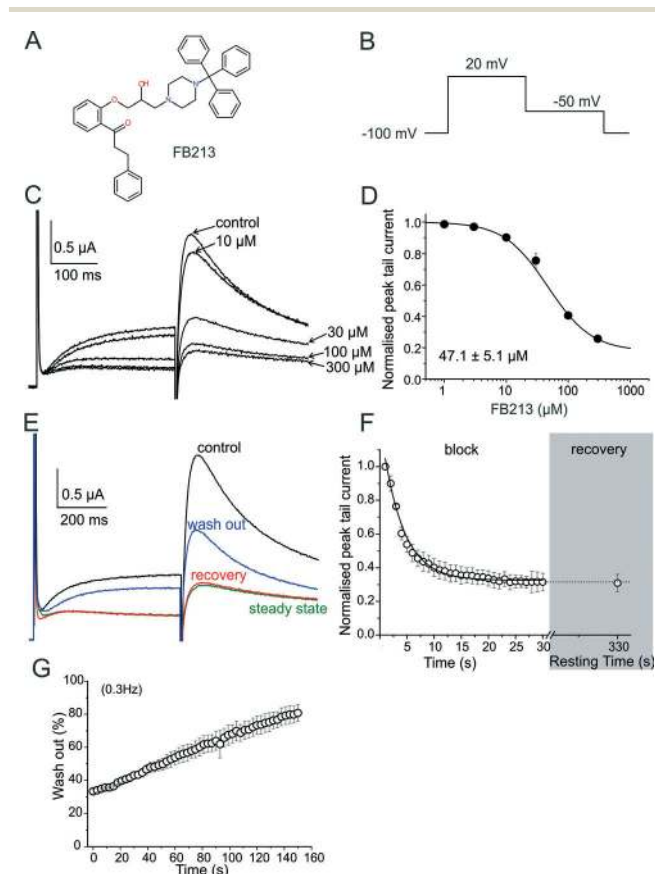 A
OH
O
N
N
O
FB213
B
20 mV
-50 mV
-100 mV
C
control
10 µM
0.5 µA
100 ms
30 µM
100 µM
300 µM
D
Normalised peak tail current
1.0
0.8
0.6
0.4
0.2
0.0
47.1 ± 5.1 µM
1 10 100 1000
FB213 (µM)
E
control
0.5 µA
200 ms
wash out
recovery
steady state
F
block
recovery
Normalised peak tail current
1.0
0.8
0.6
0.4
0.2
0.0
5 10 15 20 25 30 330
Time (s) Resting Time (s)
G
(0.3Hz)
Wash out (%)
100
80
60
40
20
0
0 20 40 60 80 100 120 140 160
Time (s)